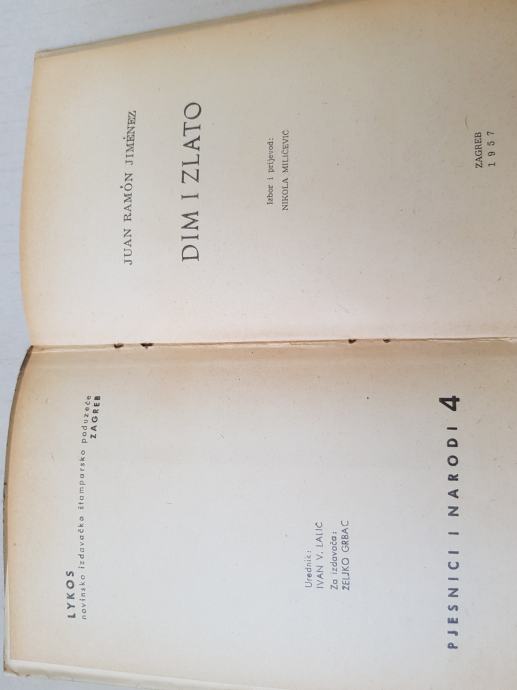 LYKOS
novinsko izdavačko štamparsko poduzeće
ZAGREB
Urednik:
IVAN V. LALIĆ
Za izdavača:
ŽELJKO GRBAC
PJESNICI I NARODI 4
JUAN RAMÓN JIMÉNEZ
DIM I ZLATO
Izbor i prijevod:
NIKOLA MILIĆEVIĆ
ZAGREB
1957